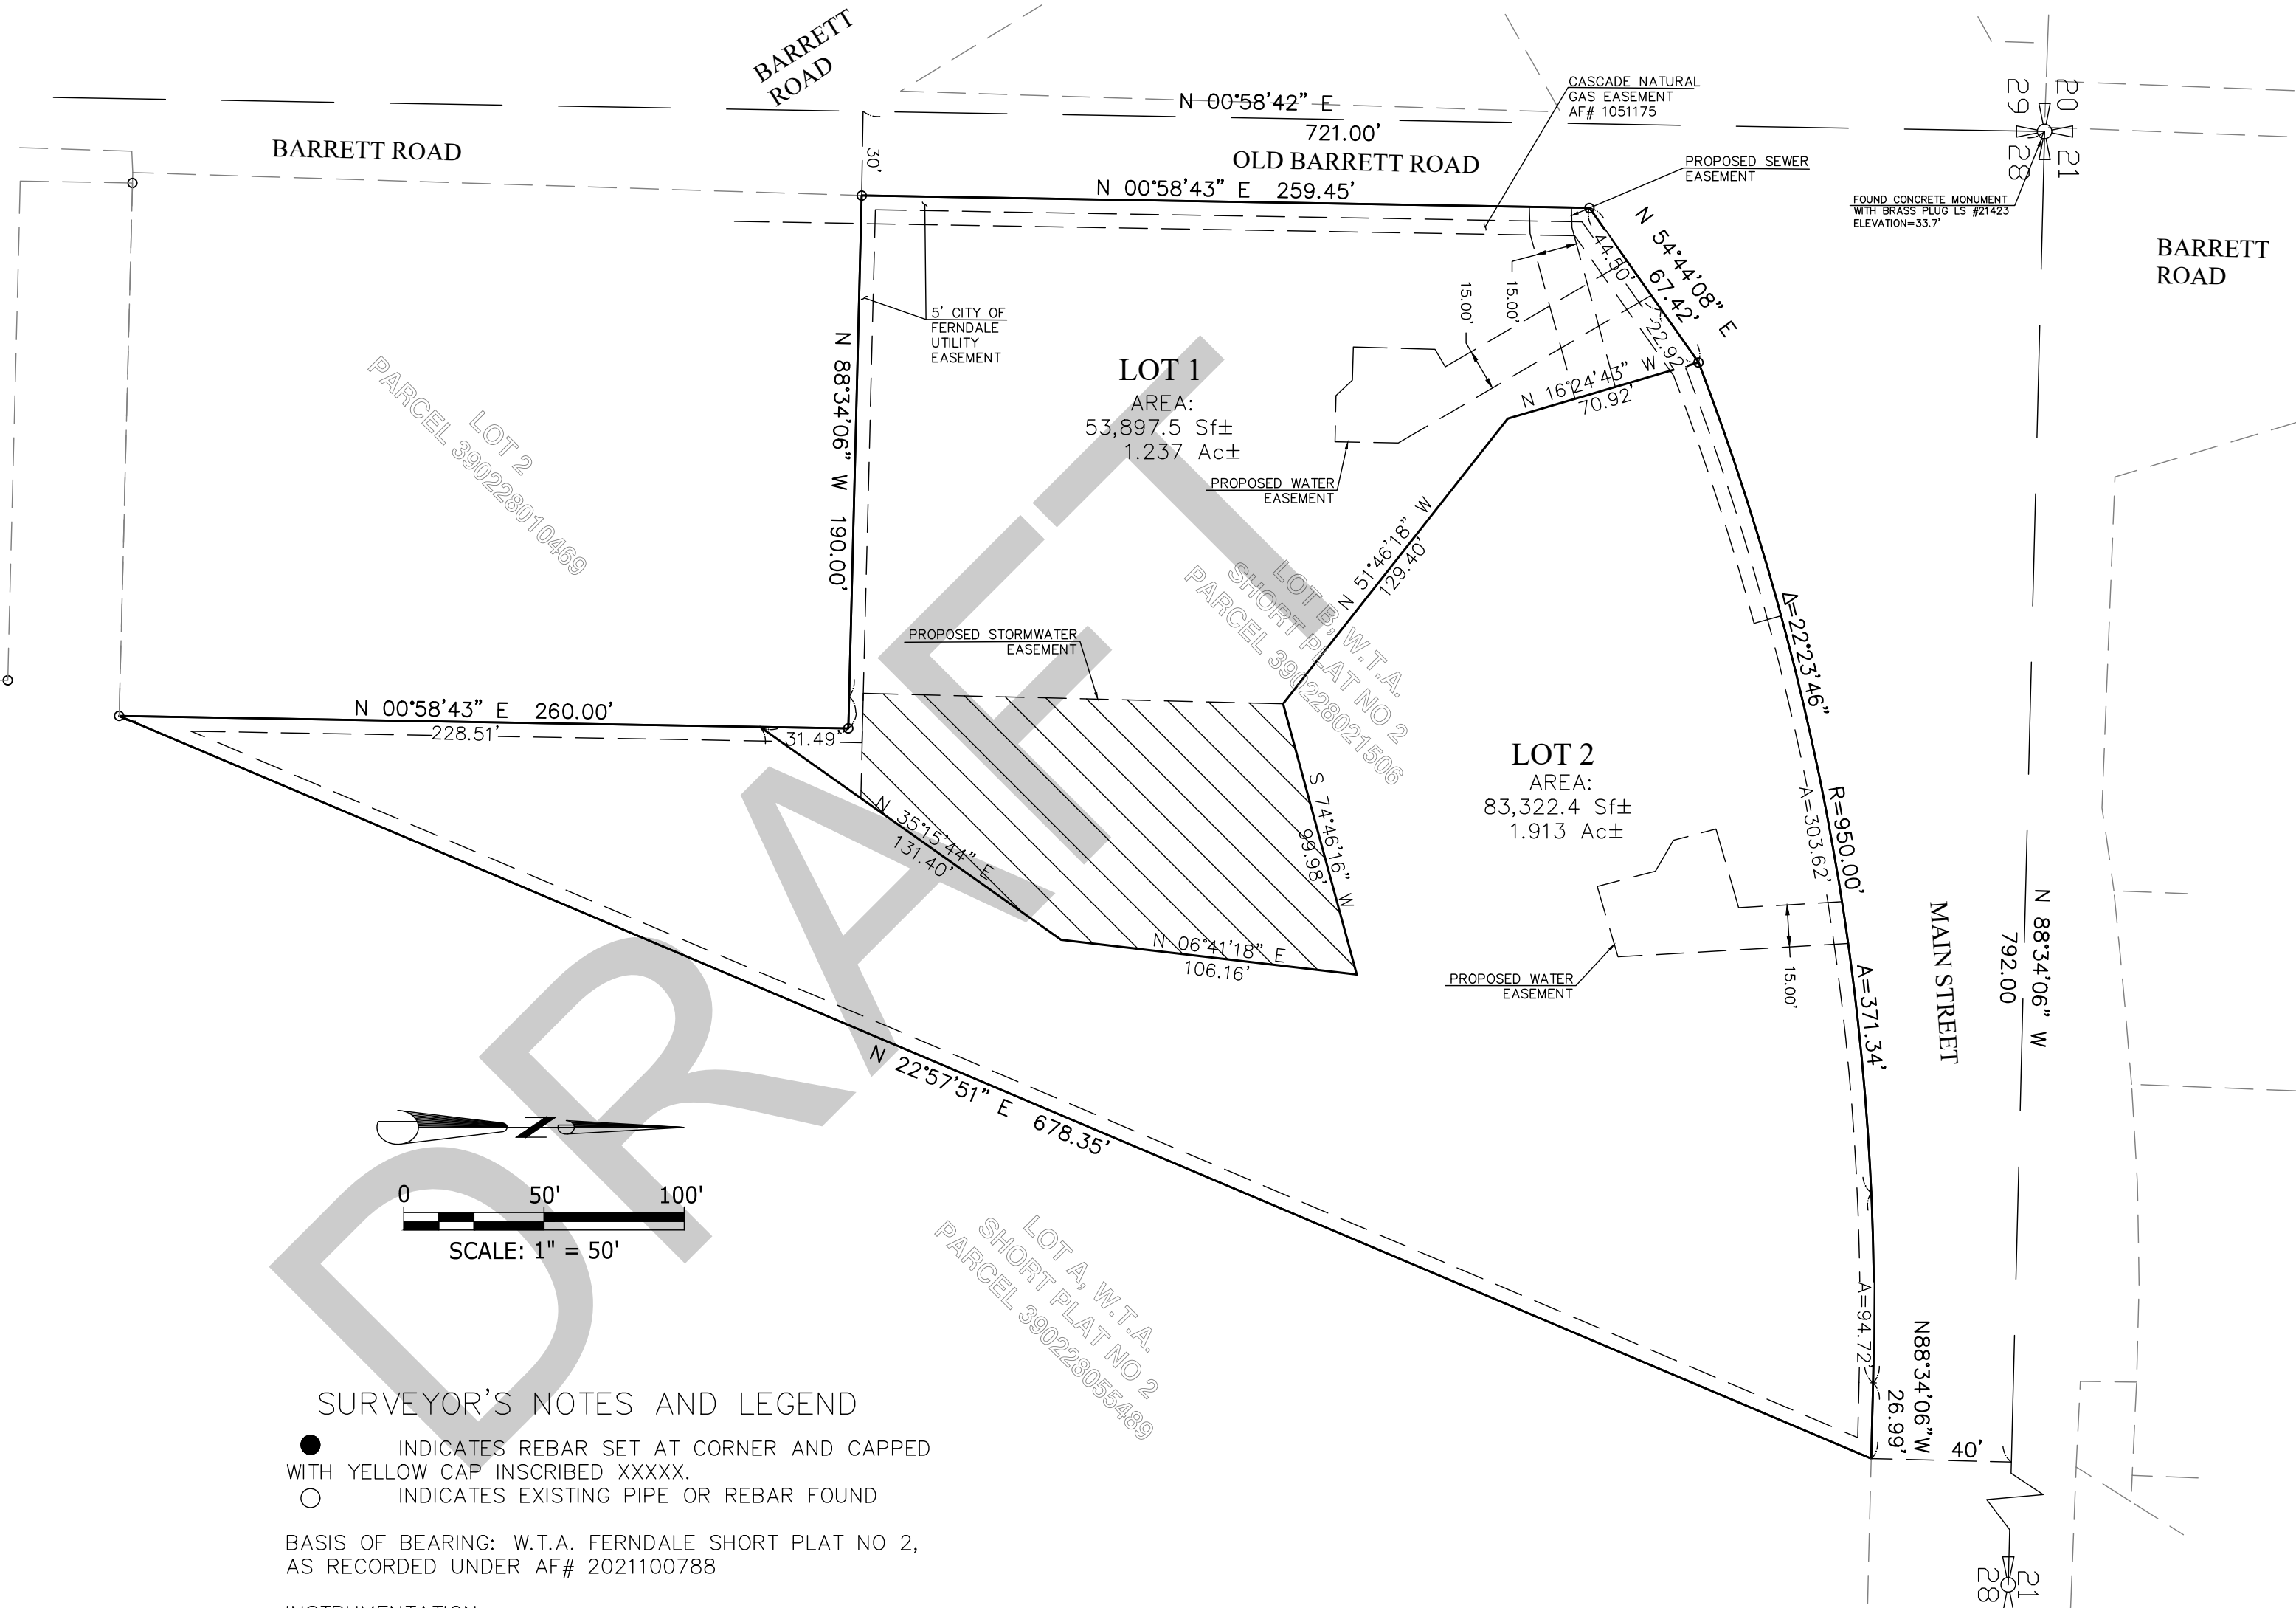 BARRETT
ROAD
BARRETT ROAD
N 00°58'42" E
721.00'
OLD BARRETT ROAD
N 00°58'43" E 259.45'
30'
CASCADE NATURAL
GAS EASEMENT
AF# 1051175
PROPOSED SEWER
EASEMENT
29
20
28
21
FOUND CONCRETE MONUMENT
WITH BRASS PLUG LS #21423
ELEVATION=33.7'
BARRETT
ROAD
N 54°44'08" E
67.42'
44.50'
22.92'
15.00'
15.00'
5' CITY OF
FERNDALE
UTILITY
EASEMENT
N 88°34'06" W 190.00'
LOT 1
AREA:
53,897.5 Sf±
1.237 Ac±
N 16°24'43" W
70.92'
PROPOSED WATER
EASEMENT
LOT 2
PARCEL 390228010469
N 51°46'18" W
129.40'
LOT B, W.T.A.
SHORT PLAT NO 2
PARCEL 390228021506
PROPOSED STORMWATER
EASEMENT
Δ=22°23'46"
R=950.00'
A=371.34'
A=303.62'
N 00°58'43" E 260.00'
228.51'
31.49'
LOT 2
AREA:
83,322.4 Sf±
1.913 Ac±
S 74°46'16" W
99.98'
N 35°15'44" E
131.40'
N 06°41'18" E
106.16'
PROPOSED WATER
EASEMENT
15.00'
MAIN STREET
N 88°34'06" W
792.00
N 22°57'51" E 678.35'
DRAFT
0 50' 100'
SCALE: 1" = 50'
LOT A, W.T.A.
SHORT PLAT NO 2
PARCEL 390228055489
A=94.72'
N88°34'06"W
26.99'
40'
28
21
SURVEYOR'S NOTES AND LEGEND
INDICATES REBAR SET AT CORNER AND CAPPED
WITH YELLOW CAP INSCRIBED XXXXX.
INDICATES EXISTING PIPE OR REBAR FOUND
BASIS OF BEARING: W.T.A. FERNDALE SHORT PLAT NO 2,
AS RECORDED UNDER AF# 2021100788